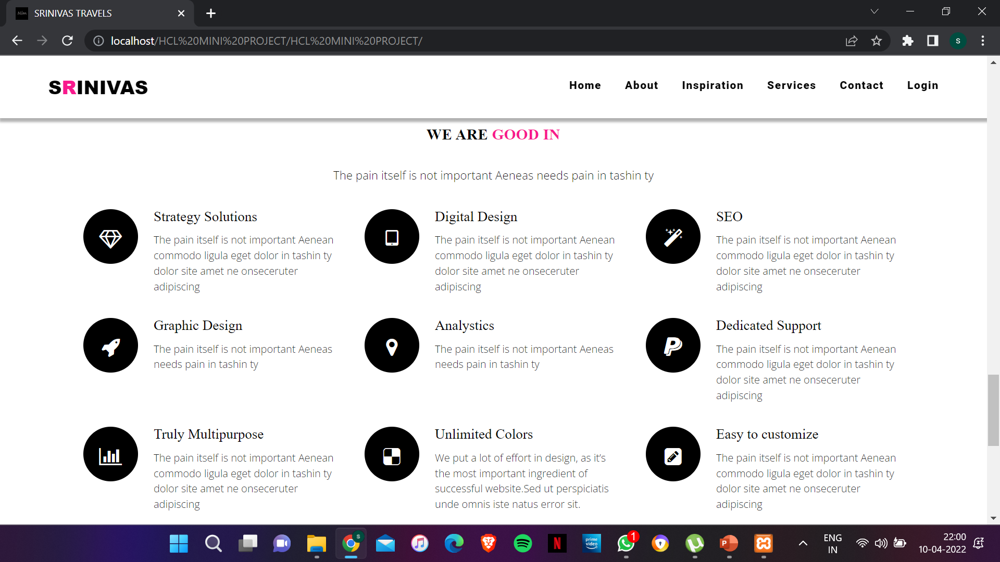 Nim
SRINIVAS TRAVELS
localhost/HCL%20MINI%20PROJECT/HCL%20MINI%20PROJECT/
S
SRINIVAS
Home About Inspiration Services Contact Login
WE ARE GOOD IN
The pain itself is not important Aeneas needs pain in tashin ty
Strategy Solutions
The pain itself is not important Aenean
commodo ligula eget dolor in tashin ty
dolor site amet ne onseceruter
adipiscing
Digital Design
The pain itself is not important Aenean
commodo ligula eget dolor in tashin ty
dolor site amet ne onseceruter
adipiscing
SEO
The pain itself is not important Aenean
commodo ligula eget dolor in tashin ty
dolor site amet ne onseceruter
adipiscing
Graphic Design
The pain itself is not important Aeneas
needs pain in tashin ty
Analystics
The pain itself is not important Aeneas
needs pain in tashin ty
Dedicated Support
The pain itself is not important Aenean
commodo ligula eget dolor in tashin ty
dolor site amet ne onseceruter
adipiscing
Truly Multipurpose
The pain itself is not important Aenean
commodo ligula eget dolor in tashin ty
dolor site amet ne onseceruter
adipiscing
Unlimited Colors
We put a lot of effort in design, as it’s
the most important ingredient of
successful website.Sed ut perspiciatis
unde omnis iste natus error sit.
Easy to customize
The pain itself is not important Aenean
commodo ligula eget dolor in tashin ty
dolor site amet ne onseceruter
adipiscing
S
N
prime
video
1
P
ENG
IN
22:00
10-04-2022